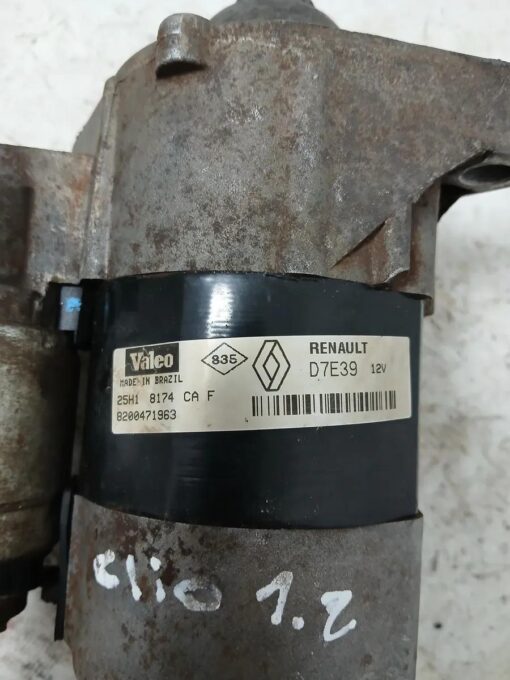 Valeo
MADE IN BRAZIL
835
RENAULT
D7E39 12V
25H1 8174 CA F
8200471963
Clio 1.2